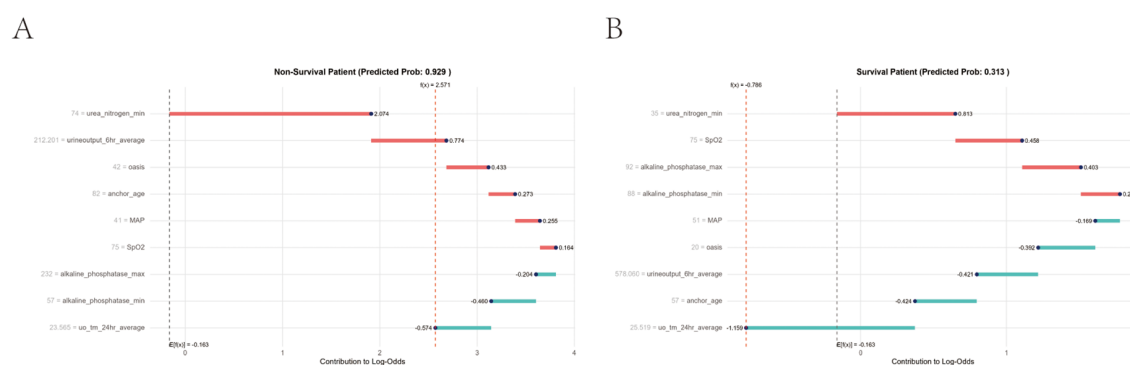 A
B
Non-Survival Patient (Predicted Prob: 0.929 )
f(x) = 2.571
74 = urea_nitrogen_min
2.074
212.201 = urineoutput_6hr_average
0.774
42 = oasis
0.433
82 = anchor_age
0.273
41 = MAP
0.255
75 = SpO2
0.164
232 = alkaline_phosphatase_max
-0.204
57 = alkaline_phosphatase_min
-0.460
23.565 = uo_tm_24hr_average
-0.574
E[f(x)] = -0.163
0 1 2 3 4
Contribution to Log-Odds
Survival Patient (Predicted Prob: 0.313 )
f(x) = -0.786
urea_nitrogen_min
0.813
75 = SpO2
0.458
92 = alkaline_phosphatase_max
0.403
88 = alkaline_phosphatase_min
0.2
51 = MAP
-0.169
20 = oasis
-0.392
578.060 = urineoutput_6hr_average
-0.421
57 = anchor_age
-0.424
25.519 = uo_tm_24hr_average
-1.159
E[f(x)] = -0.163
0 1
Contribution to Log-Odds